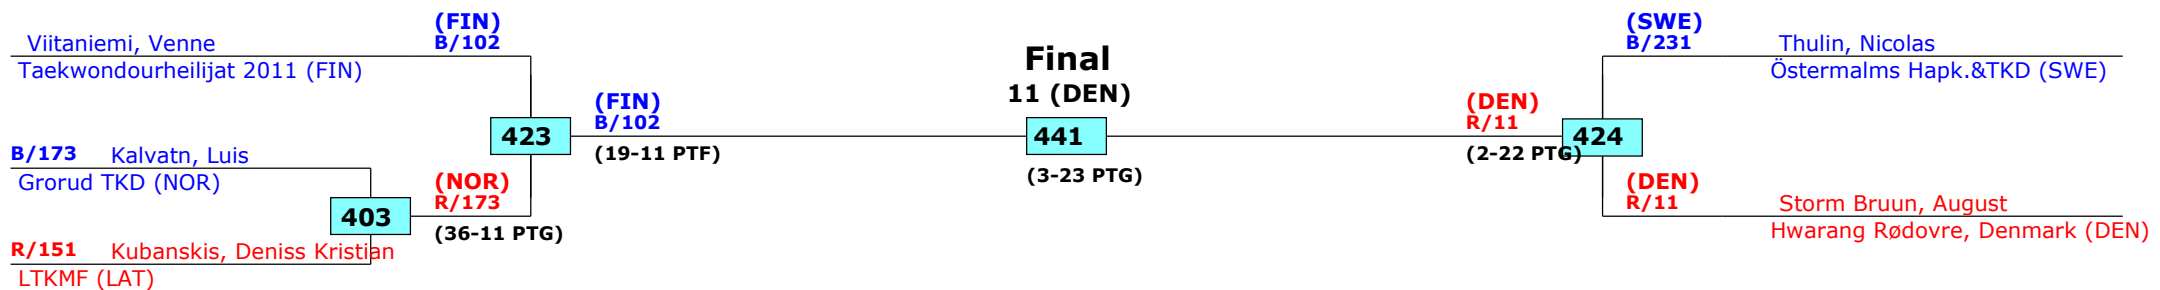 (FIN)
B/102
Viitaniemi, Venne
Taekwondourheilijat 2011 (FIN)
B/173 Kalvatn, Luis
Grorud TKD (NOR)
403
R/151 Kubanskis, Deniss Kristian
LTKMF (LAT)
423
(NOR)
R/173
(36-11 PTG)
(FIN)
B/102
(19-11 PTF)
Final
11 (DEN)
441
(3-23 PTG)
(DEN)
R/11
(2-22 PTG)
424
(SWE)
B/231
Thulin, Nicolas
Östermalms Hapk.&TKD (SWE)
(DEN)
R/11
Storm Bruun, August
Hwarang Rødovre, Denmark (DEN)